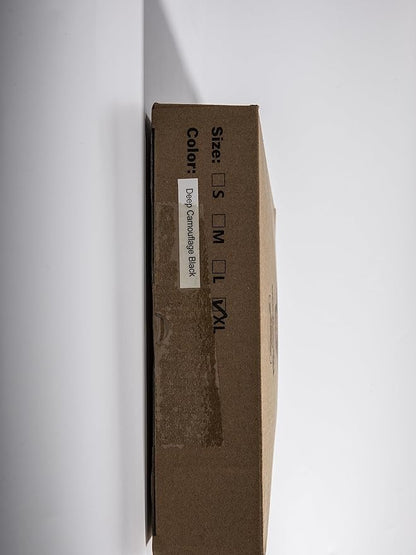 Size: ☐ S ☐ M ☐ L ☑ XL
Color: Deep Camouflage Black